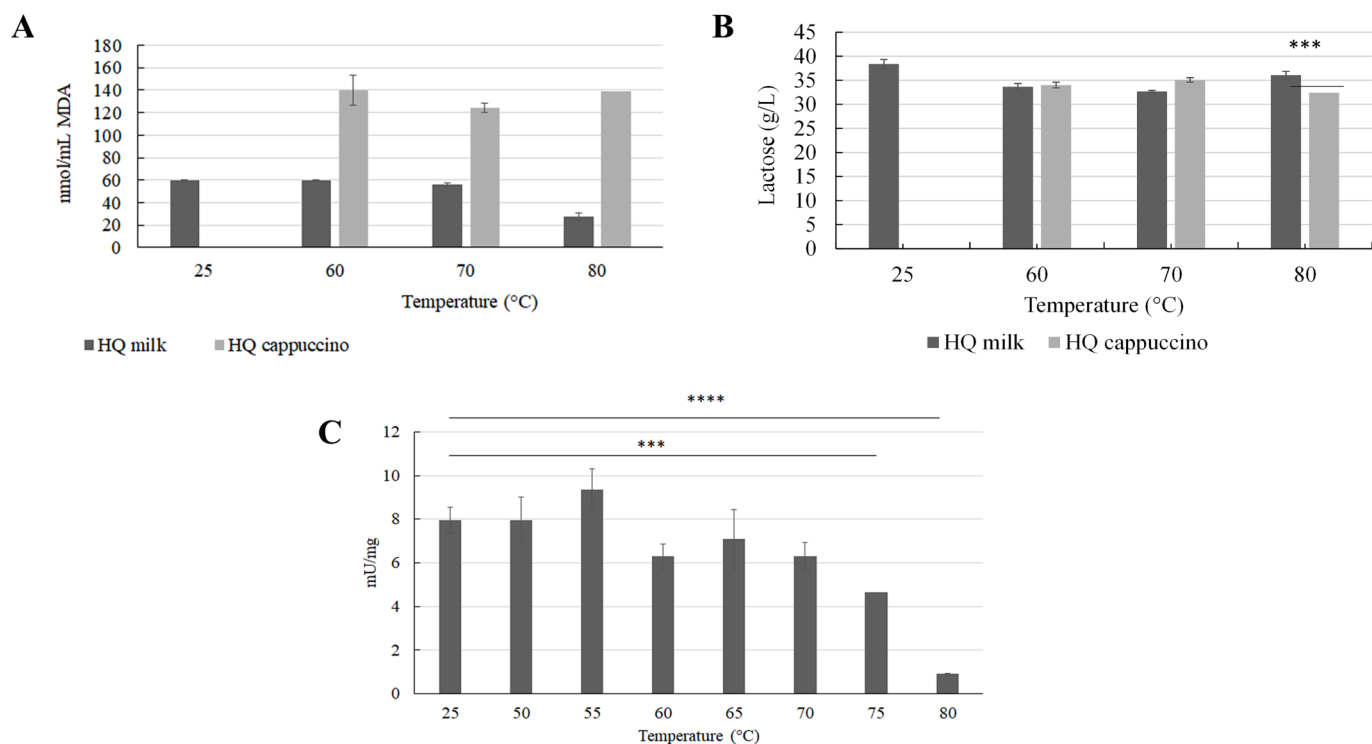 A
nmol/mL MDA
180
160
140
120
100
80
60
40
20
0
25 60 70 80
Temperature (°C)
HQ milk HQ cappuccino
B
Lactose (g/L)
45
40
35
30
25
20
15
10
5
0
***
25 60 70 80
Temperature (°C)
HQ milk HQ cappuccino
C
mU/mg
****
***
12
10
8
6
4
2
0
25 50 55 60 65 70 75 80
Temperature (°C)